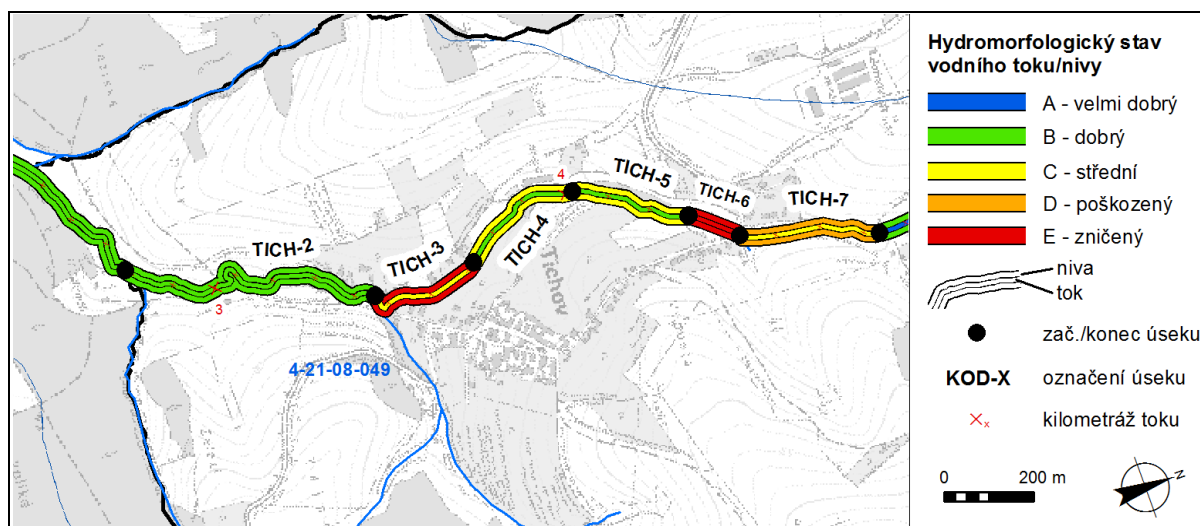 TICH-2
TICH-3
TICH-4
TICH-5
TICH-6
TICH-7
3
4
Tichov
4-21-08-049
Hydromorfologický stav
vodního toku/nivy
A - velmi dobrý
B - dobrý
C - střední
D - poškozený
E - zničený
niva
tok
zač./konec úseku
KOD-X označení úseku
x kilometráž toku
0 200 m
N